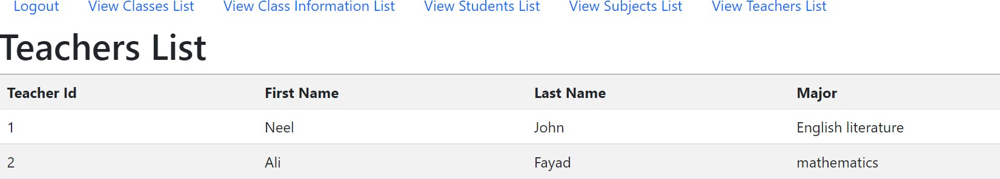 Logout View Classes List View Class Information List View Students List View Subjects List View Teachers List
Teachers List
Teacher Id First Name Last Name Major
1 Neel John English literature
2 Ali Fayad mathematics